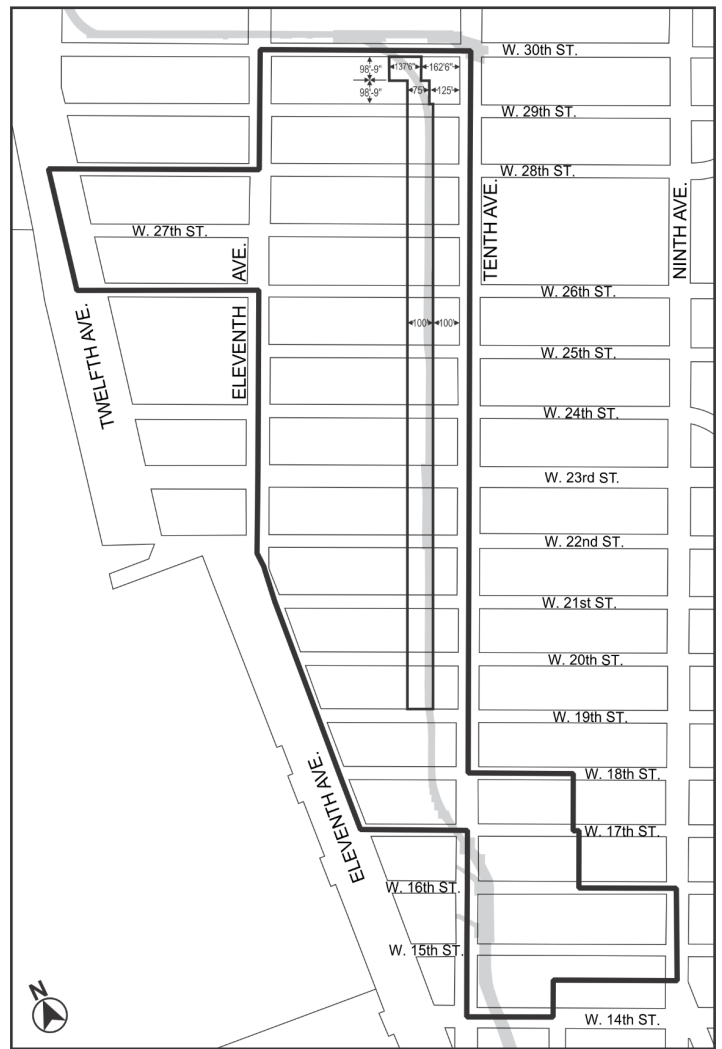 W. 30th ST.
98'-9"
137'6"
162'6"
98'-9"
75'
125'
W. 29th ST.
W. 28th ST.
TENTH AVE.
NINTH AVE.
W. 27th ST.
AVE.
ELEVENTH
W. 26th ST.
TWELFTH AVE.
100'
100'
W. 25th ST.
W. 24th ST.
W. 23rd ST.
W. 22nd ST.
W. 21st ST.
W. 20th ST.
W. 19th ST.
ELEVENTH AVE.
W. 18th ST.
W. 17th ST.
W. 16th ST.
W. 15th ST.
N
W. 14th ST.